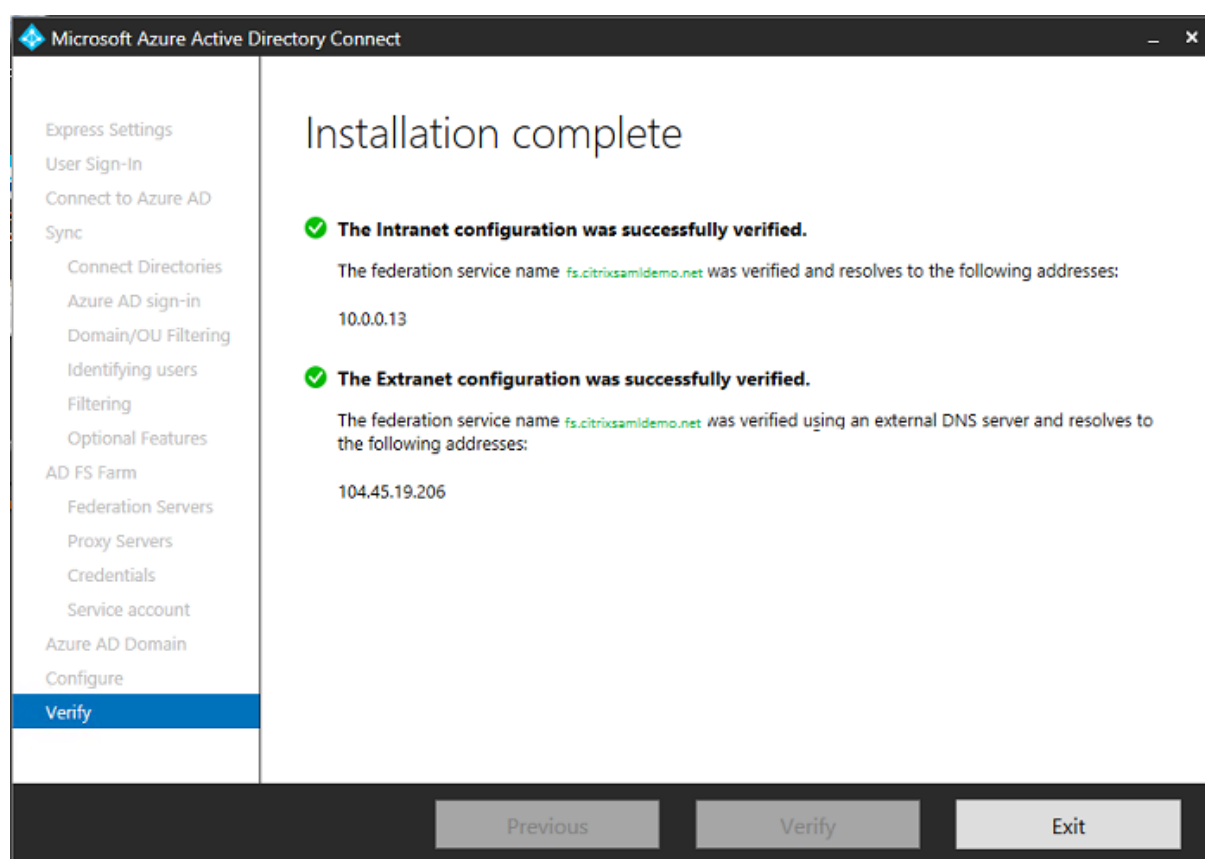 Microsoft Azure Active Directory Connect
Express Settings
User Sign-In
Connect to Azure AD
Sync
Connect Directories
Azure AD sign-in
Domain/OU Filtering
Identifying users
Filtering
Optional Features
AD FS Farm
Federation Servers
Proxy Servers
Credentials
Service account
Azure AD Domain
Configure
Verify
Installation complete
The Intranet configuration was successfully verified.
The federation service name fs.citrixsamldemo.net was verified and resolves to the following addresses:
10.0.0.13
The Extranet configuration was successfully verified.
The federation service name fs.citrixsamldemo.net was verified using an external DNS server and resolves to
the following addresses:
104.45.19.206
Previous
Verify
Exit